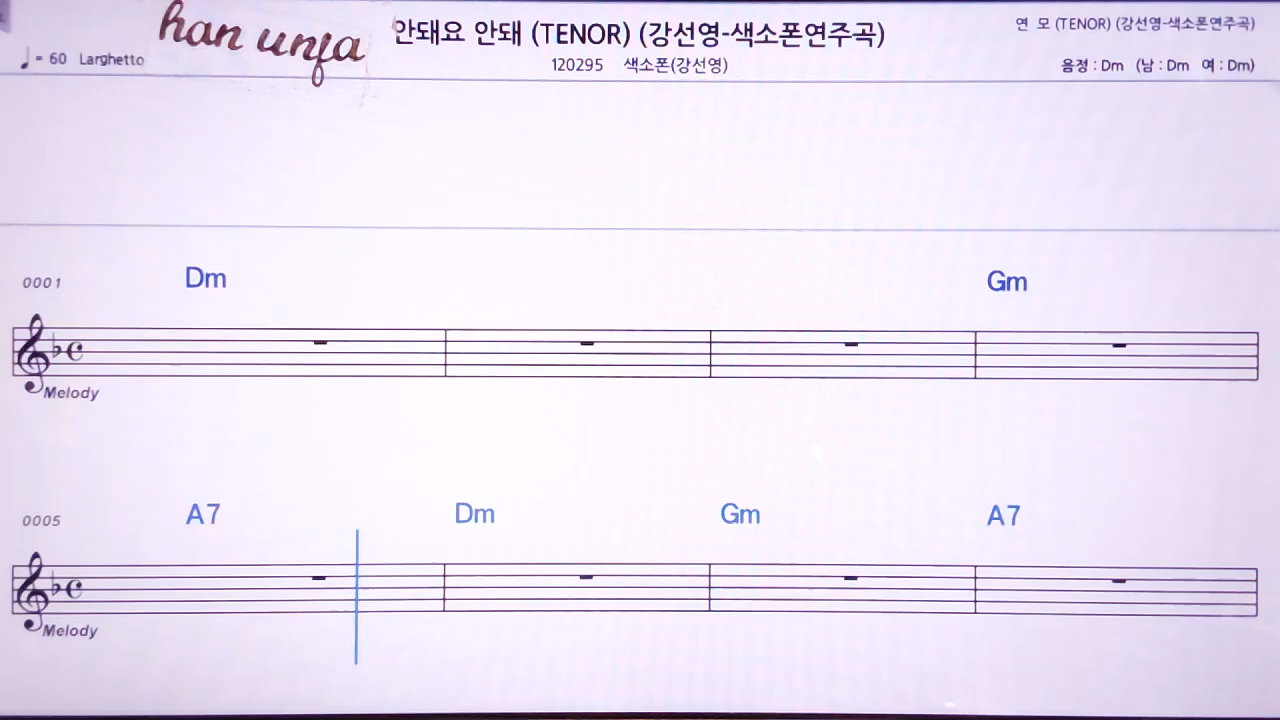 han unja
안돼요 안돼 (TENOR) (강선영-색소폰연주곡)
연 모 (TENOR) (강선영-색소폰연주곡)
♩ = 60 Larghetto
120295 색소폰(강선영)
음정 : Dm (남 : Dm 여 : Dm)
0001 Dm Gm
Melody
0005 A7 Dm Gm A7
Melody